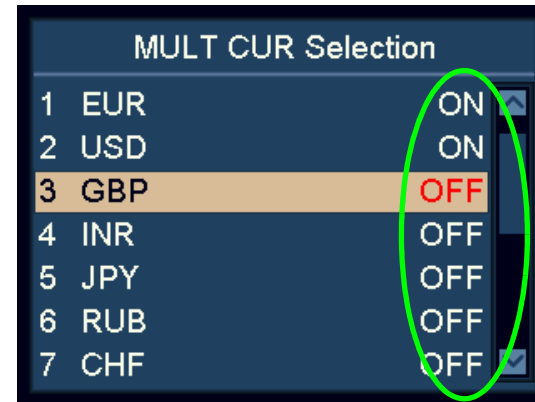 MULT CUR Selection
1 EUR ON
2 USD ON
3 GBP OFF
4 INR OFF
5 JPY OFF
6 RUB OFF
7 CHF OFF